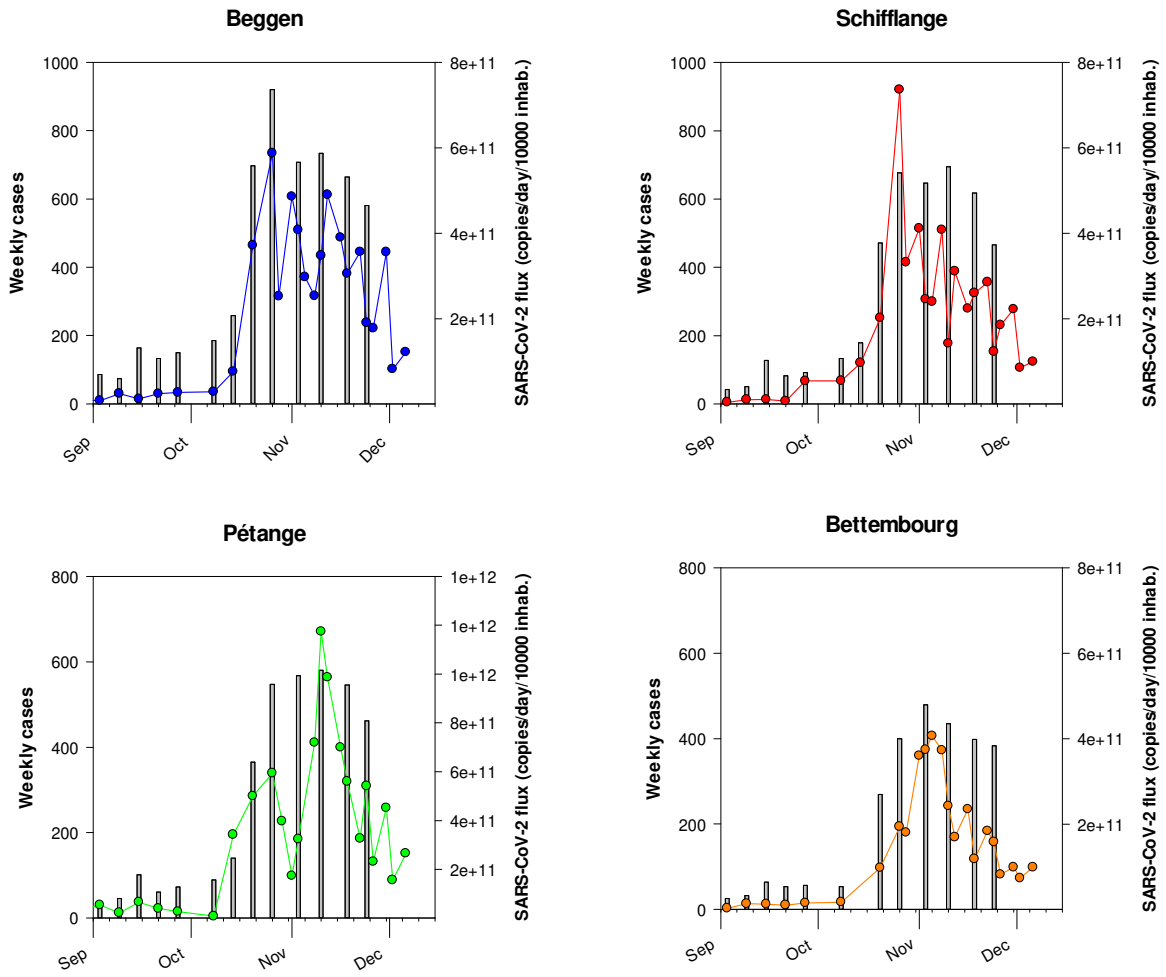 Beggen
Weekly cases
1000
800
600
400
200
0
8e+11
6e+11
4e+11
2e+11
SARS-CoV-2 flux (copies/day/10000 inhab.)
Sep
Oct
Nov
Dec
Schifflange
Weekly cases
1000
800
600
400
200
0
8e+11
6e+11
4e+11
2e+11
SARS-CoV-2 flux (copies/day/10000 inhab.)
Sep
Oct
Nov
Dec
Pétange
Weekly cases
800
600
400
200
0
1e+12
1e+12
1e+12
8e+11
6e+11
4e+11
2e+11
SARS-CoV-2 flux (copies/day/10000 inhab.)
Sep
Oct
Nov
Dec
Bettembourg
Weekly cases
800
600
400
200
0
8e+11
6e+11
4e+11
2e+11
SARS-CoV-2 flux (copies/day/10000 inhab.)
Sep
Oct
Nov
Dec